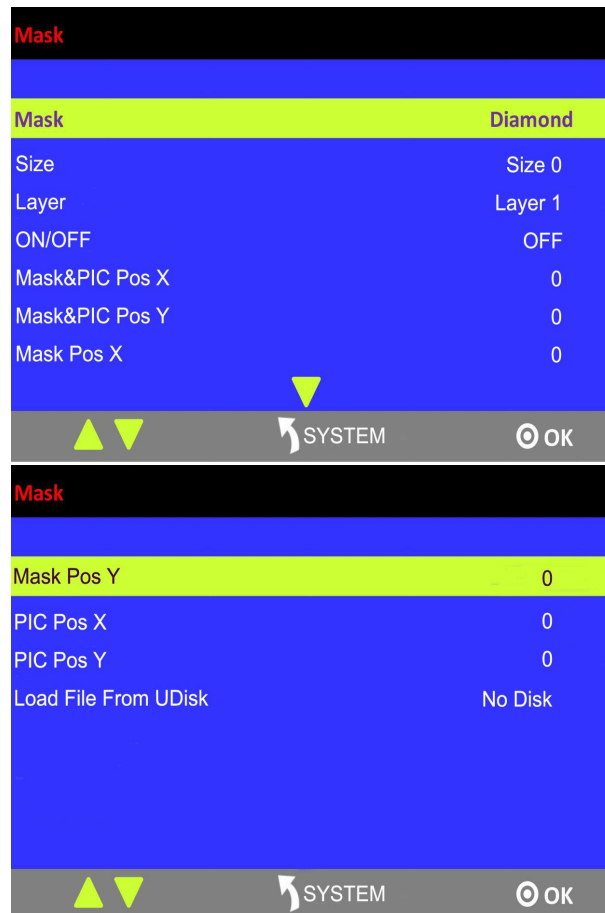 Mask
Mask Diamond
Size Size 0
Layer Layer 1
ON/OFF OFF
Mask&PIC Pos X 0
Mask&PIC Pos Y 0
Mask Pos X 0
SYSTEM OK
Mask
Mask Pos Y 0
PIC Pos X 0
PIC Pos Y 0
Load File From UDisk No Disk
SYSTEM OK